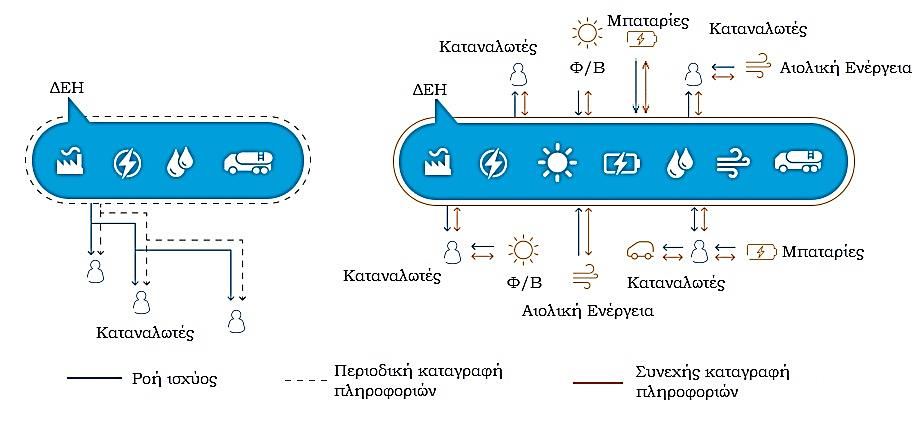 ΔΕΗ
Καταναλωτές
Καταναλωτές
Φ/Β
Μπαταρίες
Καταναλωτές
Αιολική Ενέργεια
ΔΕΗ
Καταναλωτές
Φ/Β
Αιολική Ενέργεια
Καταναλωτές
Μπαταρίες
Ροή ισχύος
Περιοδική καταγραφή
πληροφοριών
Συνεχής καταγραφή
πληροφοριών